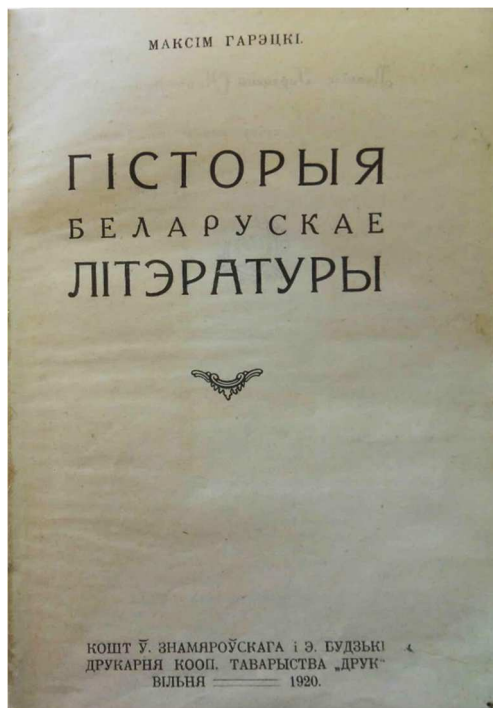 МАКСІМ ГАРЭЦКІ.
ГІСТОРЫЯ
БЕЛАРУСКАЕ
ЛІТЭРАТУРЫ
КОШТ Ў. ЗНАМЯРОЎСКАГА і Э. БУДЗЬКІ
ДРУКАРНЯ КООП. ТАВАРЫСТВА „ДРУК“
ВІЛЬНЯ 1920.